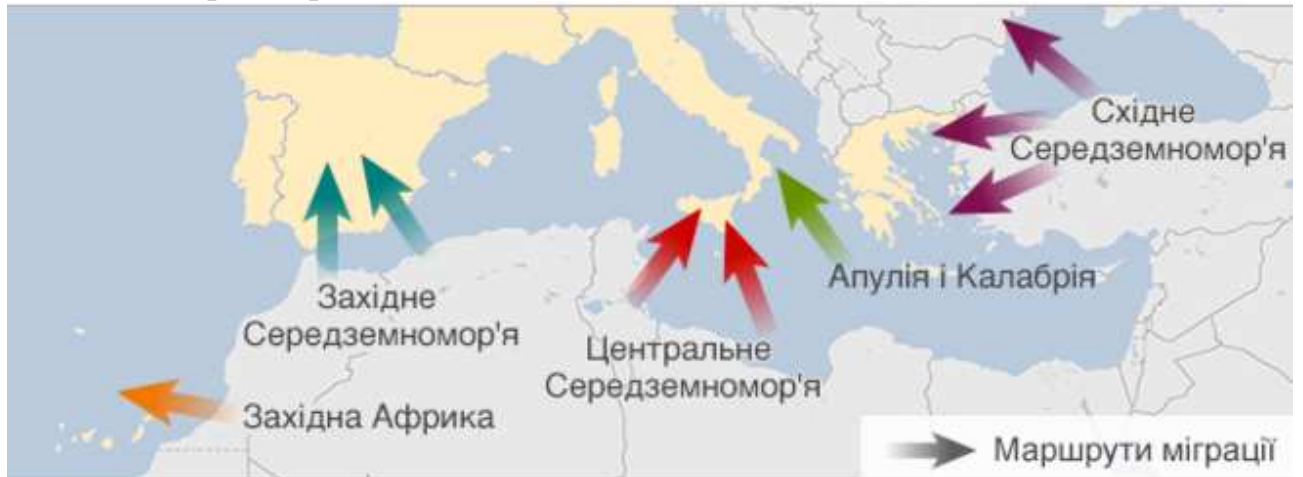 Східне
Середземномор'я
Апулія і Калабрія
Західне
Середземномор'я
Центральне
Середземномор'я
Західна Африка
Маршрути міграції